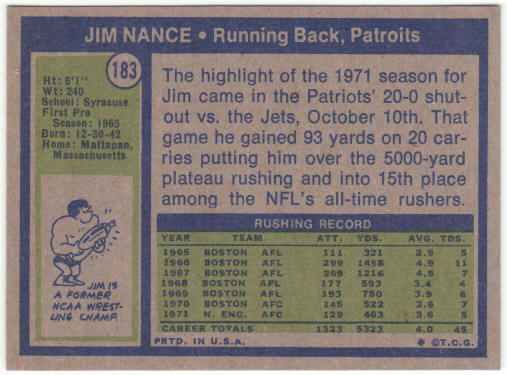 JIM NANCE • Running Back, Patroits
183
Ht: 6'1"
Wt: 240
School: Syracuse
First Pro
Season: 1965
Born: 12-30-42
Home: Mattapan,
Massachusetts
The highlight of the 1971 season for
Jim came in the Patriots' 20-0 shut-
out vs. the Jets, October 10th. That
game he gained 93 yards on 20 car-
ries putting him over the 5000-yard
plateau rushing and into 15th place
among the NFL's all-time rushers.
JIM IS
A FORMER
NCAA WREST-
LING CHAMP.
RUSHING RECORD
YEAR TEAM ATT. YDS. AVG. TDS.
1965 BOSTON AFL 111 321 2.9 5
1966 BOSTON AFL 299 1458 4.9 11
1967 BOSTON AFL 269 1216 4.5 7
1968 BOSTON AFL 177 593 3.4 4
1969 BOSTON AFL 193 750 3.9 6
1970 BOSTON AFC 145 522 3.6 7
1971 N. ENG. AFC 129 463 3.6 5
CAREER TOTALS 1323 5323 4.0 45
PRTD. IN U.S.A. * ©T.C.G.